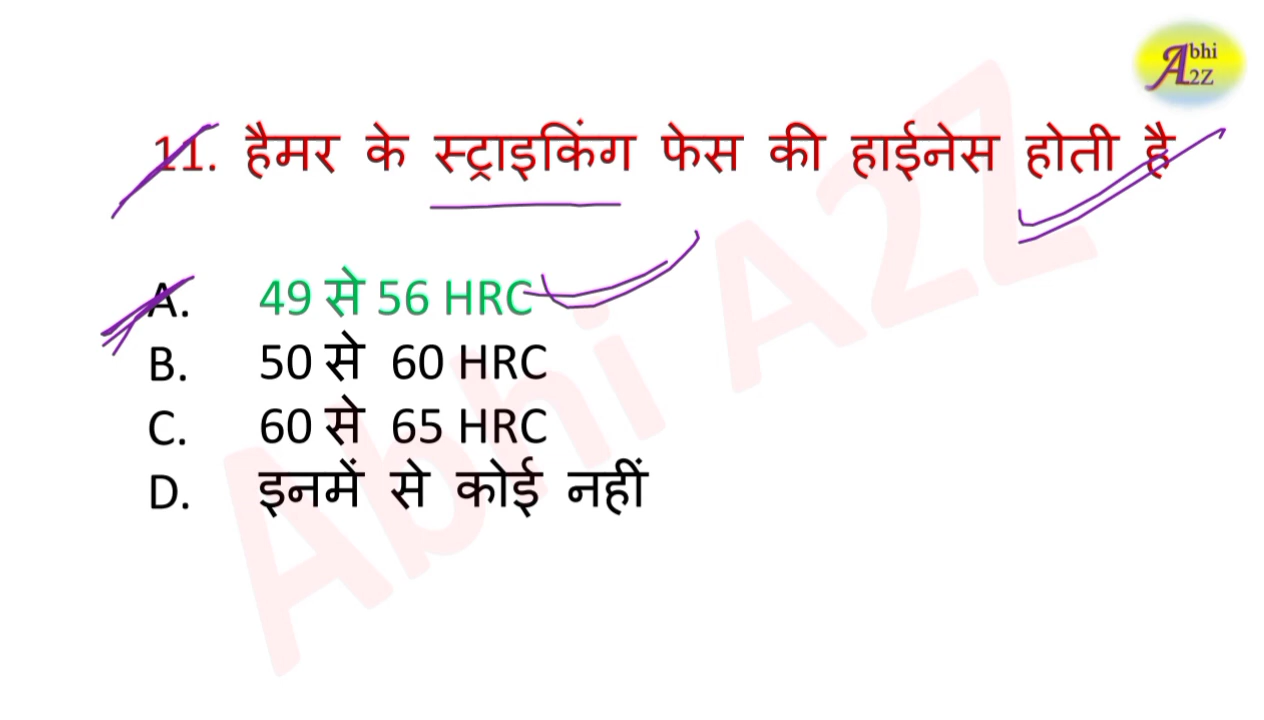 Abhi
A2Z
11. हैमर के स्ट्राइकिंग फेस की हाईनेस होती है
A. 49 से 56 HRC
B. 50 से 60 HRC
C. 60 से 65 HRC
D. इनमें से कोई नहीं
Abhi A2Z